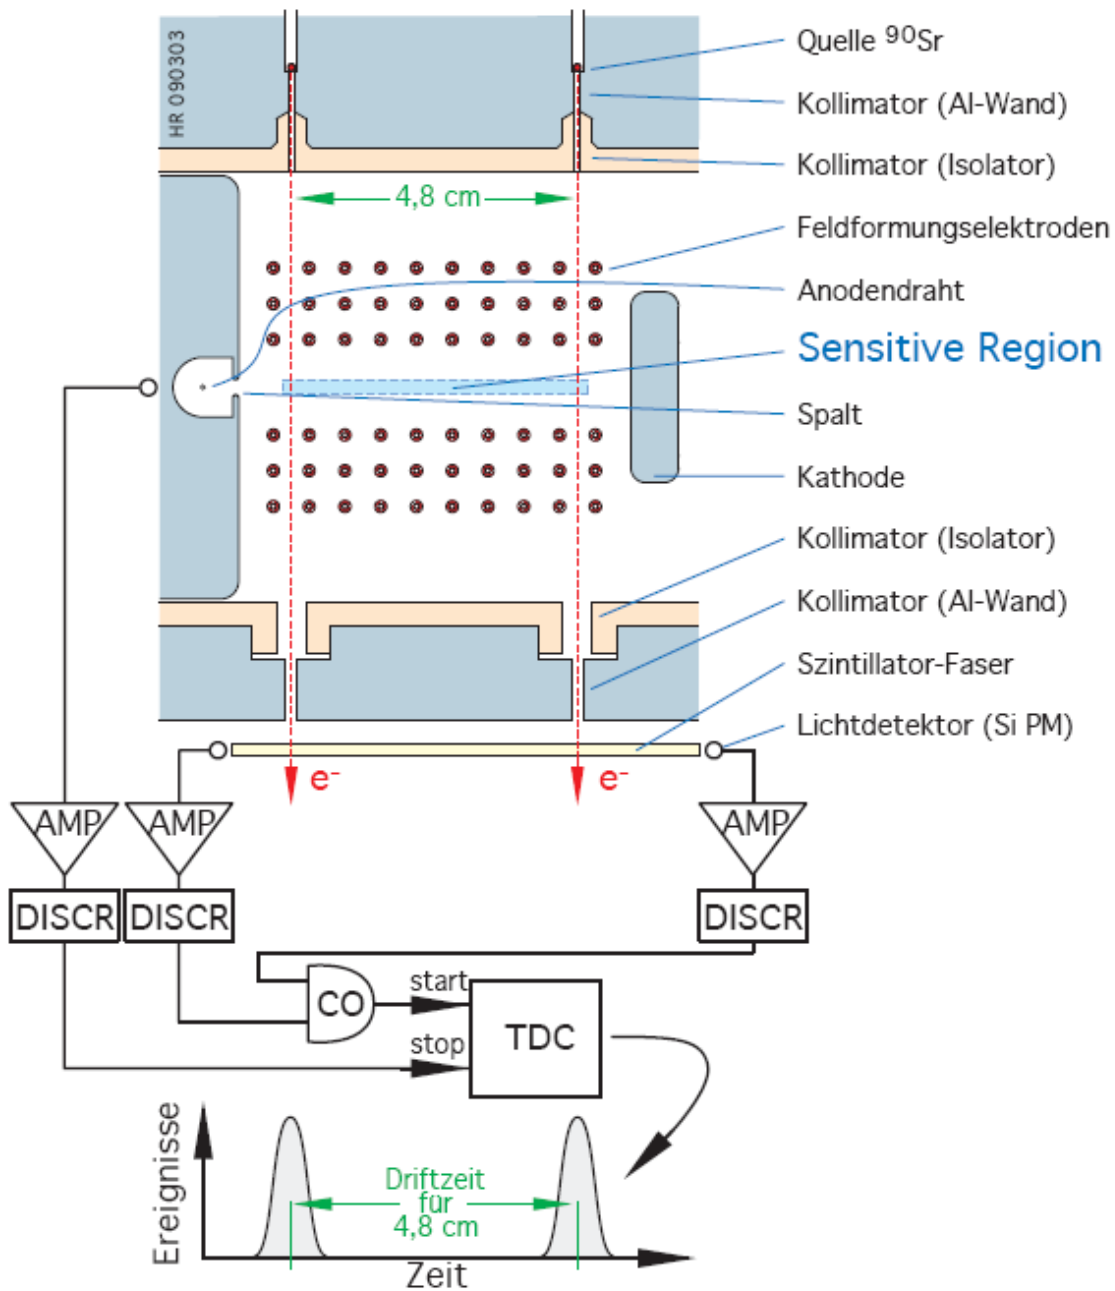 HR 090303
Quelle ⁹⁰Sr
Kollimator (Al-Wand)
Kollimator (Isolator)
4,8 cm
Feldformungselektroden
Anodendraht
Sensitive Region
Spalt
Kathode
Kollimator (Isolator)
Kollimator (Al-Wand)
Szintillator-Faser
Lichtdetektor (Si PM)
e⁻
e⁻
AMP
AMP
AMP
DISCR
DISCR
DISCR
CO
start
stop
TDC
Ereignisse
Driftzeit
für
4,8 cm
Zeit